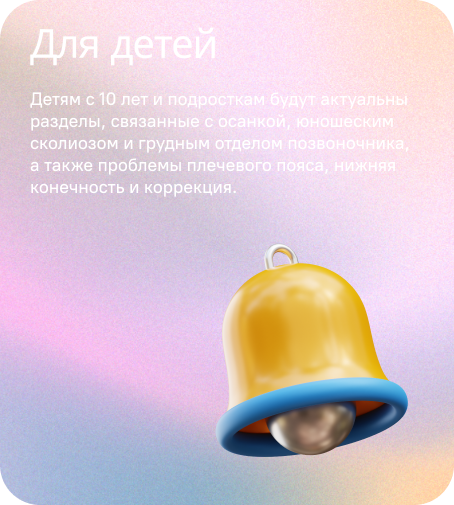 Для детей
Детям с 10 лет и подросткам будут актуальны
разделы, связанные с осанкой, юношеским
сколиозом и грудным отделом позвоночника,
а также проблемы плечевого пояса, нижняя
конечность и коррекция.